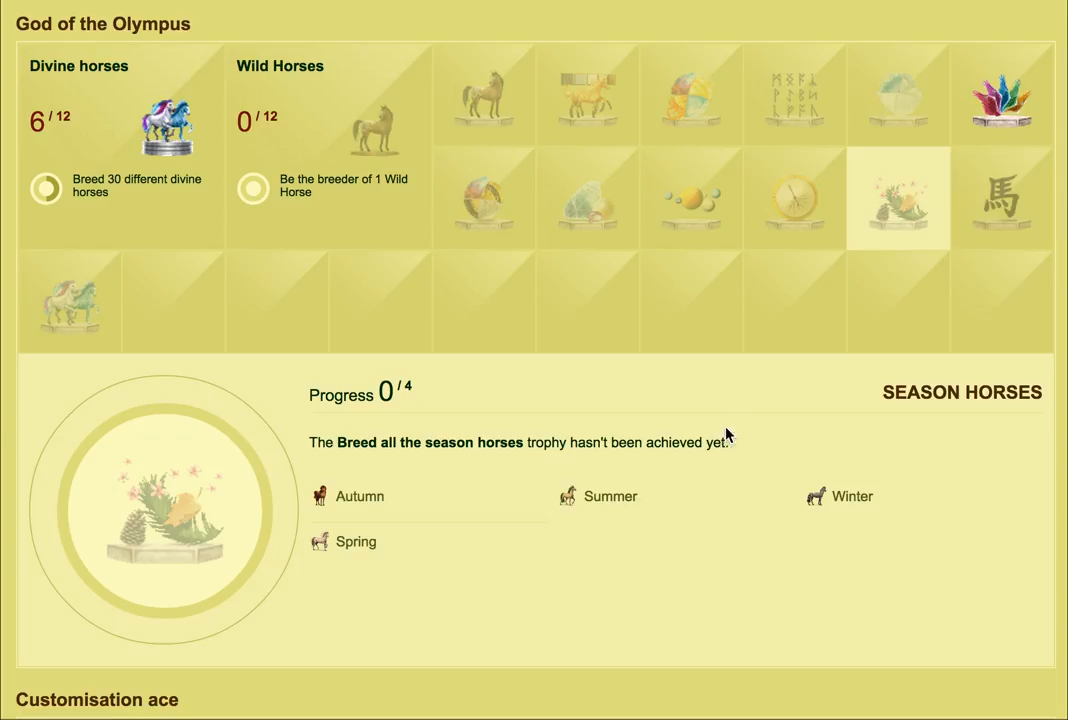 God of the Olympus
Divine horses
Wild Horses
6 / 12
0 / 12
Breed 30 different divine
horses
Be the breeder of 1 Wild
Horse
馬
Progress 0 / 4
SEASON HORSES
The Breed all the season horses trophy hasn't been achieved yet.
Autumn
Summer
Winter
Spring
Customisation ace